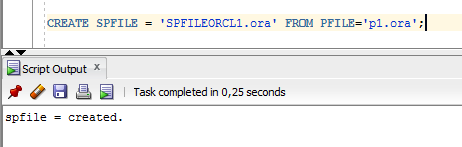 CREATE SPFILE = 'SPFILEORCL1.ora' FROM PFILE='p1.ora';
Script Output x
Task completed in 0,25 seconds
spfile = created.